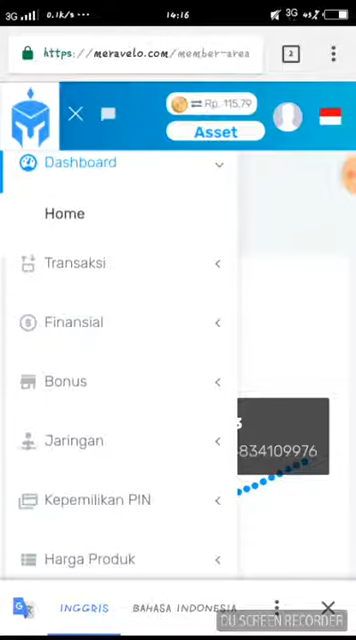 3G 0.1K/s ••• 14:16 3G 45%
https://meravelo.com/member-area 2
Rp. 115,79
Asset
Dashboard
Home
Transaksi
Finansial
Bonus
834109976
Jaringan
Kepemilikan PIN
Harga Produk
INGGRIS BAHASA INDONESIA
DU SCREEN RECORDER